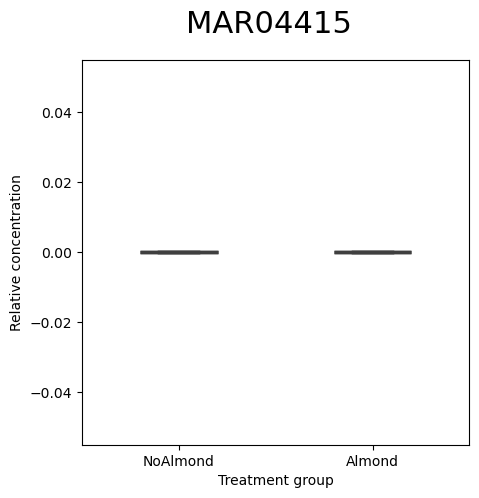 MAR04415
Relative concentration
0.04
0.02
0.00
−0.02
−0.04
NoAlmond
Almond
Treatment group